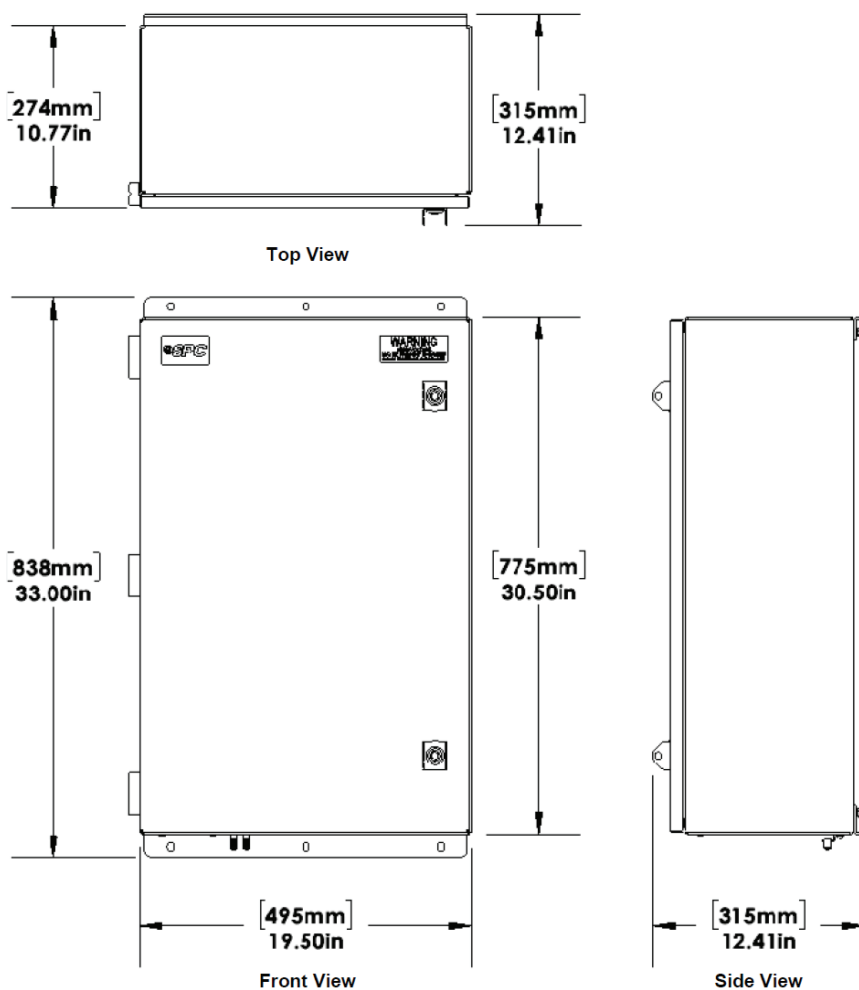 [274mm]
10.77in
[315mm]
12.41in
Top View
SPC
WARNING
[838mm]
33.00in
[775mm]
30.50in
[495mm]
19.50in
Front View
[315mm]
12.41in
Side View